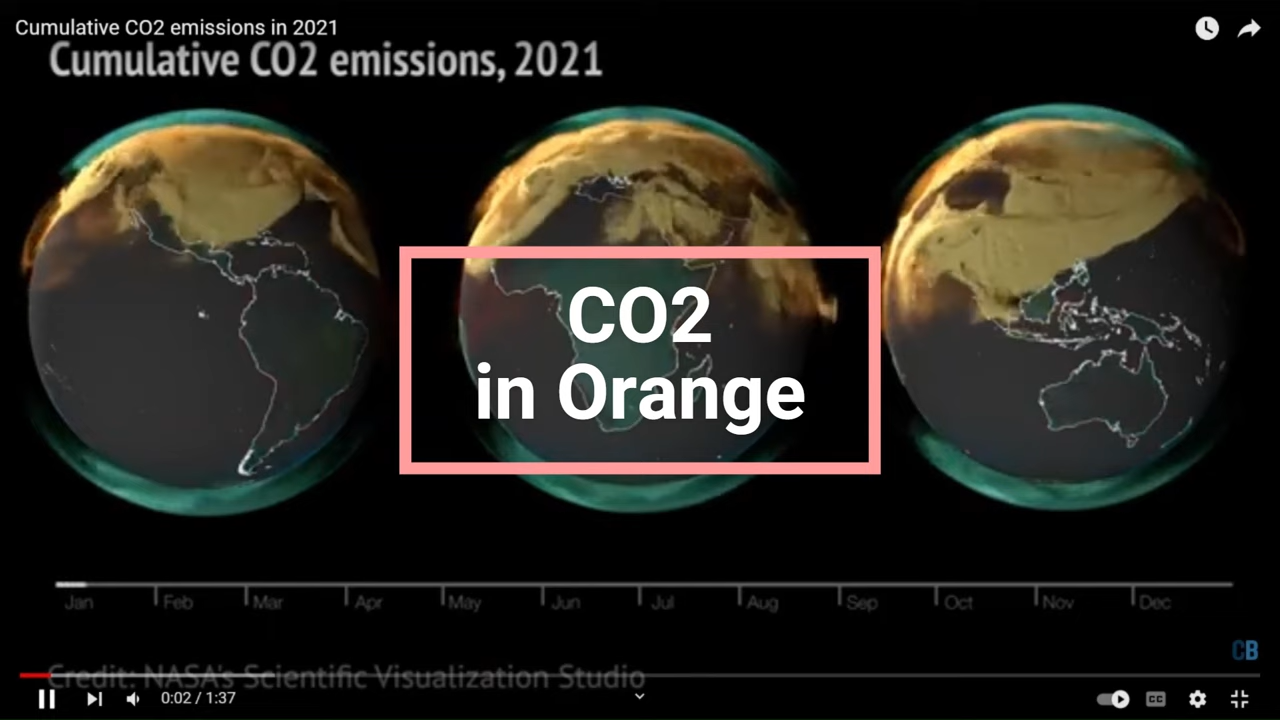 Cumulative CO2 emissions in 2021
Cumulative CO2 emissions, 2021
CO2
in Orange
Jan Feb Mar Apr May Jun Jul Aug Sep Oct Nov Dec
CB
Credit: NASA's Scientific Visualization Studio
0:02 / 1:37
CC